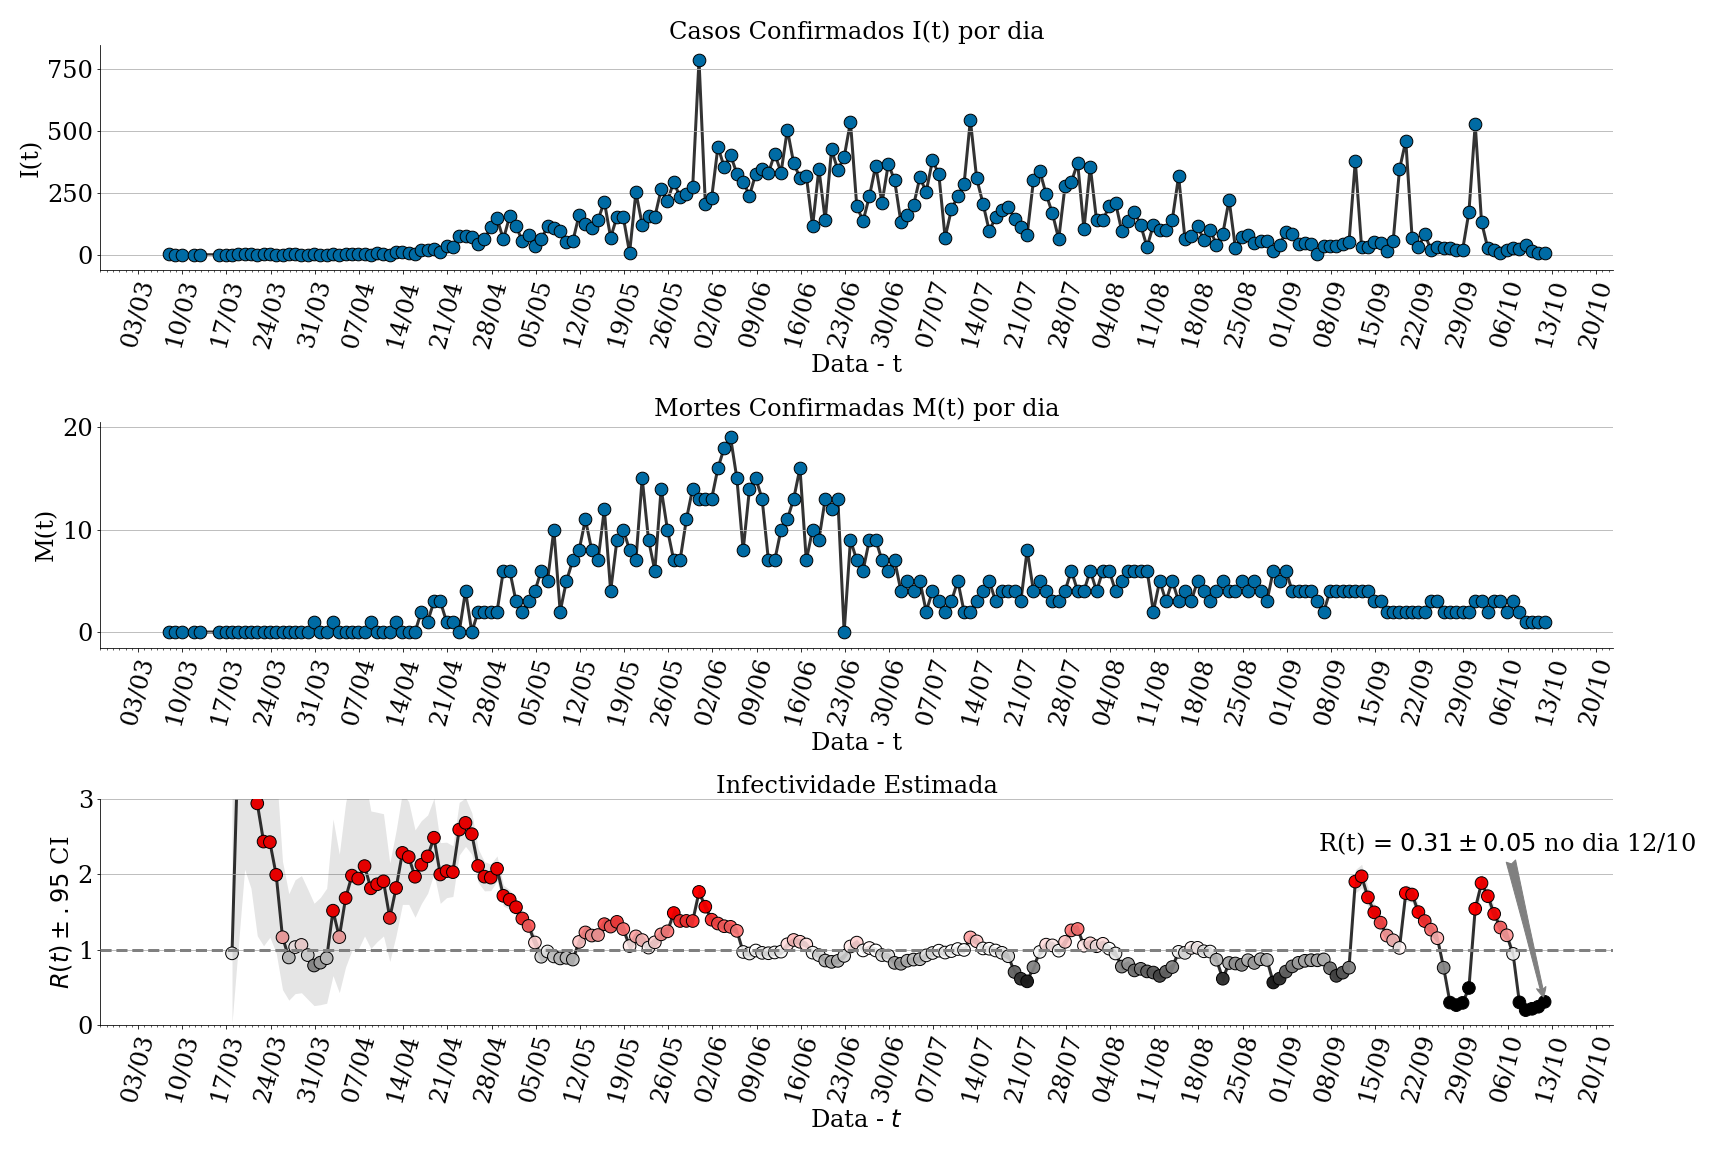 Casos Confirmados I(t) por dia
I(t)
750
500
250
0
03/03 10/03 17/03 24/03 31/03 07/04 14/04 21/04 28/04 05/05 12/05 19/05 26/05 02/06 09/06 16/06 23/06 30/06 07/07 14/07 21/07 28/07 04/08 11/08 18/08 25/08 01/09 08/09 15/09 22/09 29/09 06/10 13/10 20/10
Data - t
Mortes Confirmadas M(t) por dia
M(t)
20
10
0
03/03 10/03 17/03 24/03 31/03 07/04 14/04 21/04 28/04 05/05 12/05 19/05 26/05 02/06 09/06 16/06 23/06 30/06 07/07 14/07 21/07 28/07 04/08 11/08 18/08 25/08 01/09 08/09 15/09 22/09 29/09 06/10 13/10 20/10
Data - t
Infectividade Estimada
R(t) ± .95 CI
3
2
1
0
R(t) = 0.31 ± 0.05 no dia 12/10
03/03 10/03 17/03 24/03 31/03 07/04 14/04 21/04 28/04 05/05 12/05 19/05 26/05 02/06 09/06 16/06 23/06 30/06 07/07 14/07 21/07 28/07 04/08 11/08 18/08 25/08 01/09 08/09 15/09 22/09 29/09 06/10 13/10 20/10
Data - t